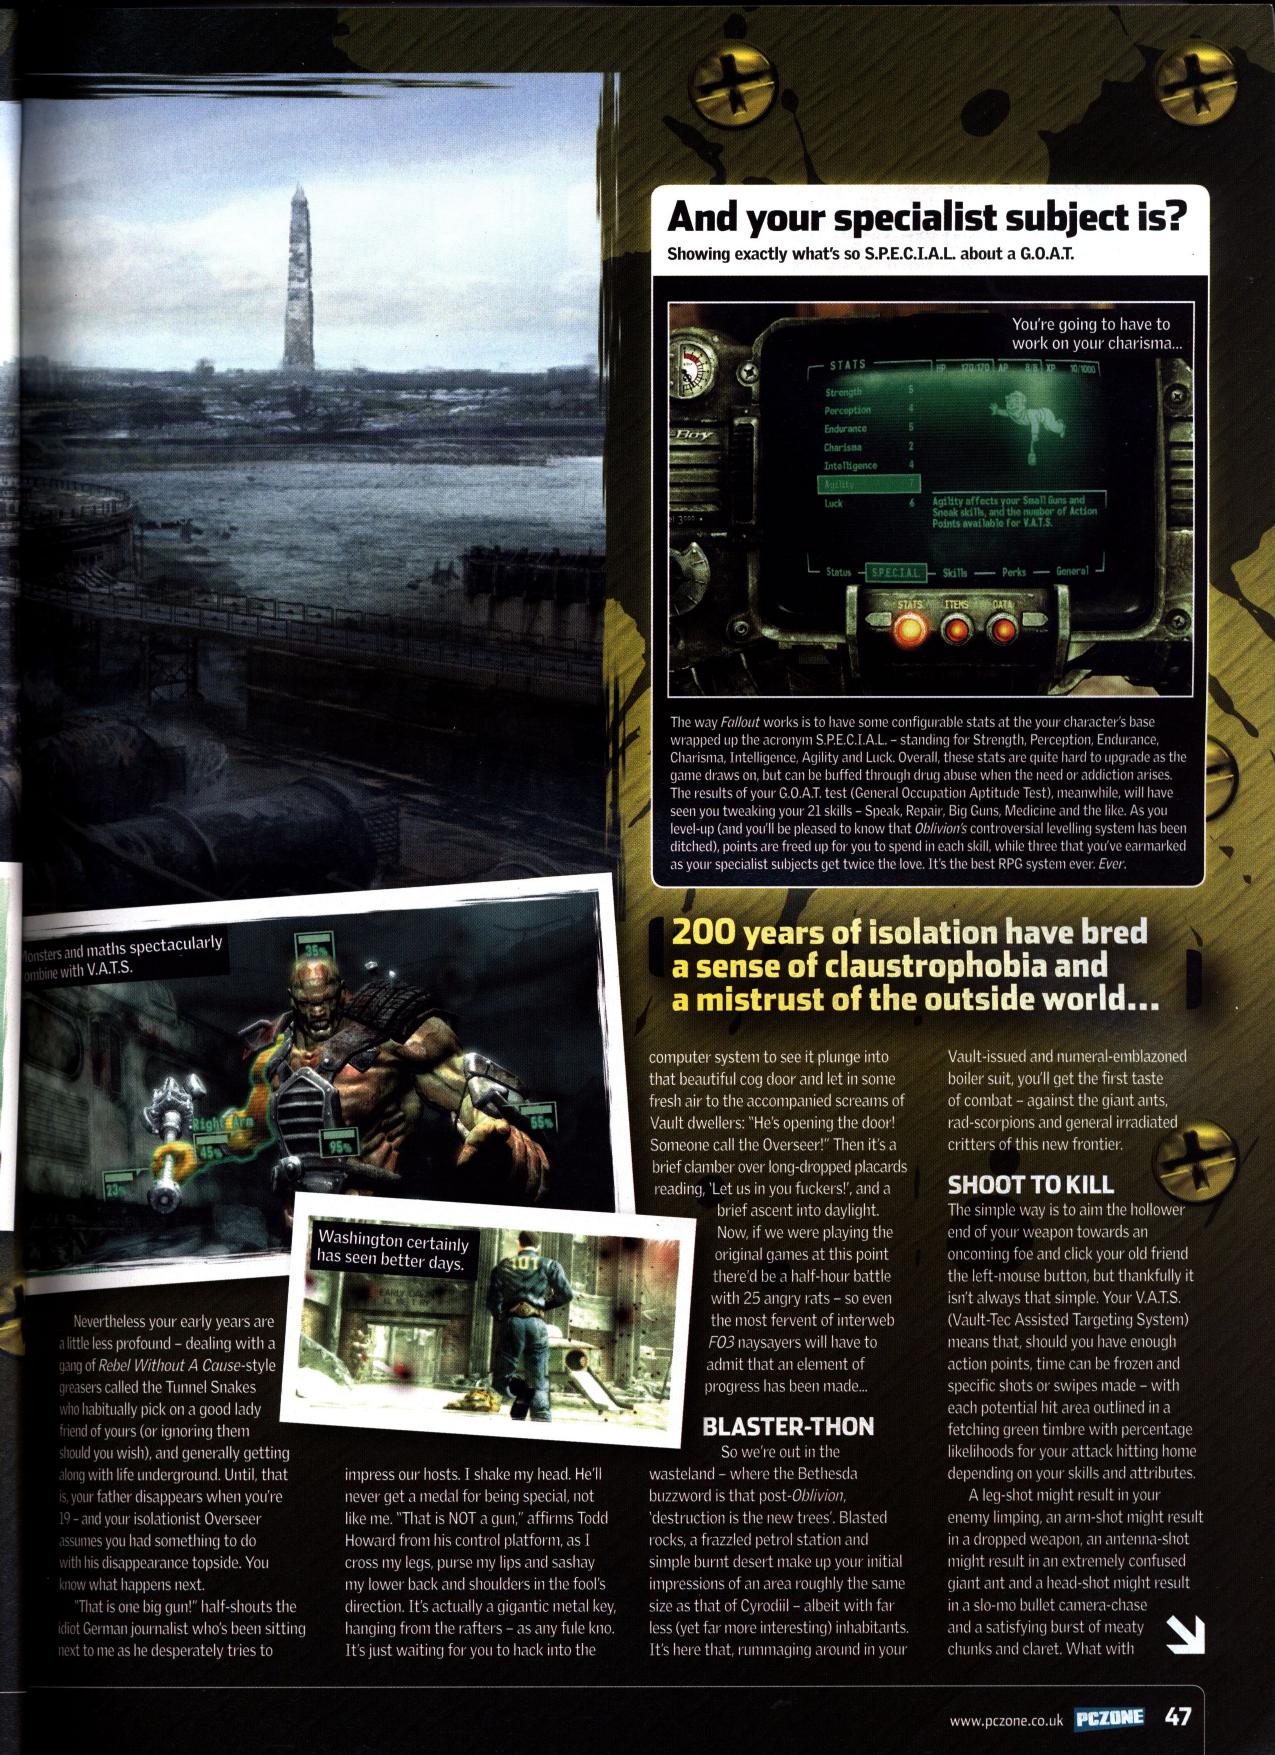 And your specialist subject is?
Showing exactly what's so S.P.E.C.I.A.L. about a G.O.A.T.
You're going to have to
work on your charisma...
STATS
HP 170/170 AP 8/8 XP 10/1000
Strength 5
Perception 4
Endurance 5
Charisma 2
Intelligence 4
Agility 7
Luck 6
Agility affects your Small Guns and
Sneak skills, and the number of Action
Points available for V.A.T.S.
Status S.P.E.C.I.A.L. Skills Perks General
-Boy
STATS ITEMS DATA
The way Fallout works is to have some configurable stats at the your character's base
wrapped up the acronym S.P.E.C.I.A.L. – standing for Strength, Perception, Endurance,
Charisma, Intelligence, Agility and Luck. Overall, these stats are quite hard to upgrade as the
game draws on, but can be buffed through drug abuse when the need or addiction arises.
The results of your G.O.A.T. test (General Occupation Aptitude Test), meanwhile, will have
seen you tweaking your 21 skills – Speak, Repair, Big Guns, Medicine and the like. As you
level-up (and you'll be pleased to know that Oblivion's controversial levelling system has been
ditched), points are freed up for you to spend in each skill, while three that you've earmarked
as your specialist subjects get twice the love. It's the best RPG system ever. Ever.
200 years of isolation have bred
a sense of claustrophobia and
a mistrust of the outside world...
onsters and maths spectacularly
ombine with V.A.T.S.
35%
Right Arm
45%
95%
55%
23%
Washington certainly
has seen better days.
101
Nevertheless your early years are
a little less profound – dealing with a
gang of Rebel Without A Cause-style
greasers called the Tunnel Snakes
who habitually pick on a good lady
friend of yours (or ignoring them
should you wish), and generally getting
along with life underground. Until, that
is, your father disappears when you're
19 – and your isolationist Overseer
assumes you had something to do
with his disappearance topside. You
know what happens next.
"That is one big gun!" half-shouts the
idiot German journalist who's been sitting
next to me as he desperately tries to
impress our hosts. I shake my head. He'll
never get a medal for being special, not
like me. "That is NOT a gun," affirms Todd
Howard from his control platform, as I
cross my legs, purse my lips and sashay
my lower back and shoulders in the fool's
direction. It's actually a gigantic metal key,
hanging from the rafters – as any fule kno.
It's just waiting for you to hack into the
computer system to see it plunge into
that beautiful cog door and let in some
fresh air to the accompanied screams of
Vault dwellers: "He's opening the door!
Someone call the Overseer!" Then it's a
brief clamber over long-dropped placards
reading, 'Let us in you fuckers!', and a
brief ascent into daylight.
Now, if we were playing the
original games at this point
there'd be a half-hour battle
with 25 angry rats – so even
the most fervent of interweb
FO3 naysayers will have to
admit that an element of
progress has been made...
BLASTER-THON
So we're out in the
wasteland – where the Bethesda
buzzword is that post-Oblivion,
'destruction is the new trees'. Blasted
rocks, a frazzled petrol station and
simple burnt desert make up your initial
impressions of an area roughly the same
size as that of Cyrodiil – albeit with far
less (yet far more interesting) inhabitants.
It's here that, rummaging around in your
Vault-issued and numeral-emblazoned
boiler suit, you'll get the first taste
of combat – against the giant ants,
rad-scorpions and general irradiated
critters of this new frontier.
SHOOT TO KILL
The simple way is to aim the hollower
end of your weapon towards an
oncoming foe and click your old friend
the left-mouse button, but thankfully it
isn't always that simple. Your V.A.T.S.
(Vault-Tec Assisted Targeting System)
means that, should you have enough
action points, time can be frozen and
specific shots or swipes made – with
each potential hit area outlined in a
fetching green timbre with percentage
likelihoods for your attack hitting home
depending on your skills and attributes.
A leg-shot might result in your
enemy limping, an arm-shot might result
in a dropped weapon, an antenna-shot
might result in an extremely confused
giant ant and a head-shot might result
in a slo-mo bullet camera-chase
and a satisfying burst of meaty
chunks and claret. What with
www.pczone.co.uk PCZONE 47